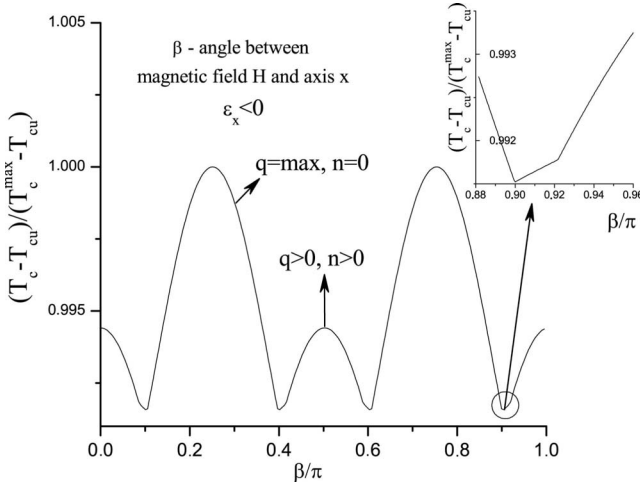 1.005
1.000
0.995
(T_c-T_cu)/(T_c^max-T_cu)
β - angle between
magnetic field H and axis x
ε_x<0
q=max, n=0
q>0, n>0
0.0 0.2 0.4 0.6 0.8 1.0
β/π
0.993
0.992
(T_c-T_cu)/(T_c^max-T_cu)
0.88 0.90 0.92 0.94 0.96
β/π